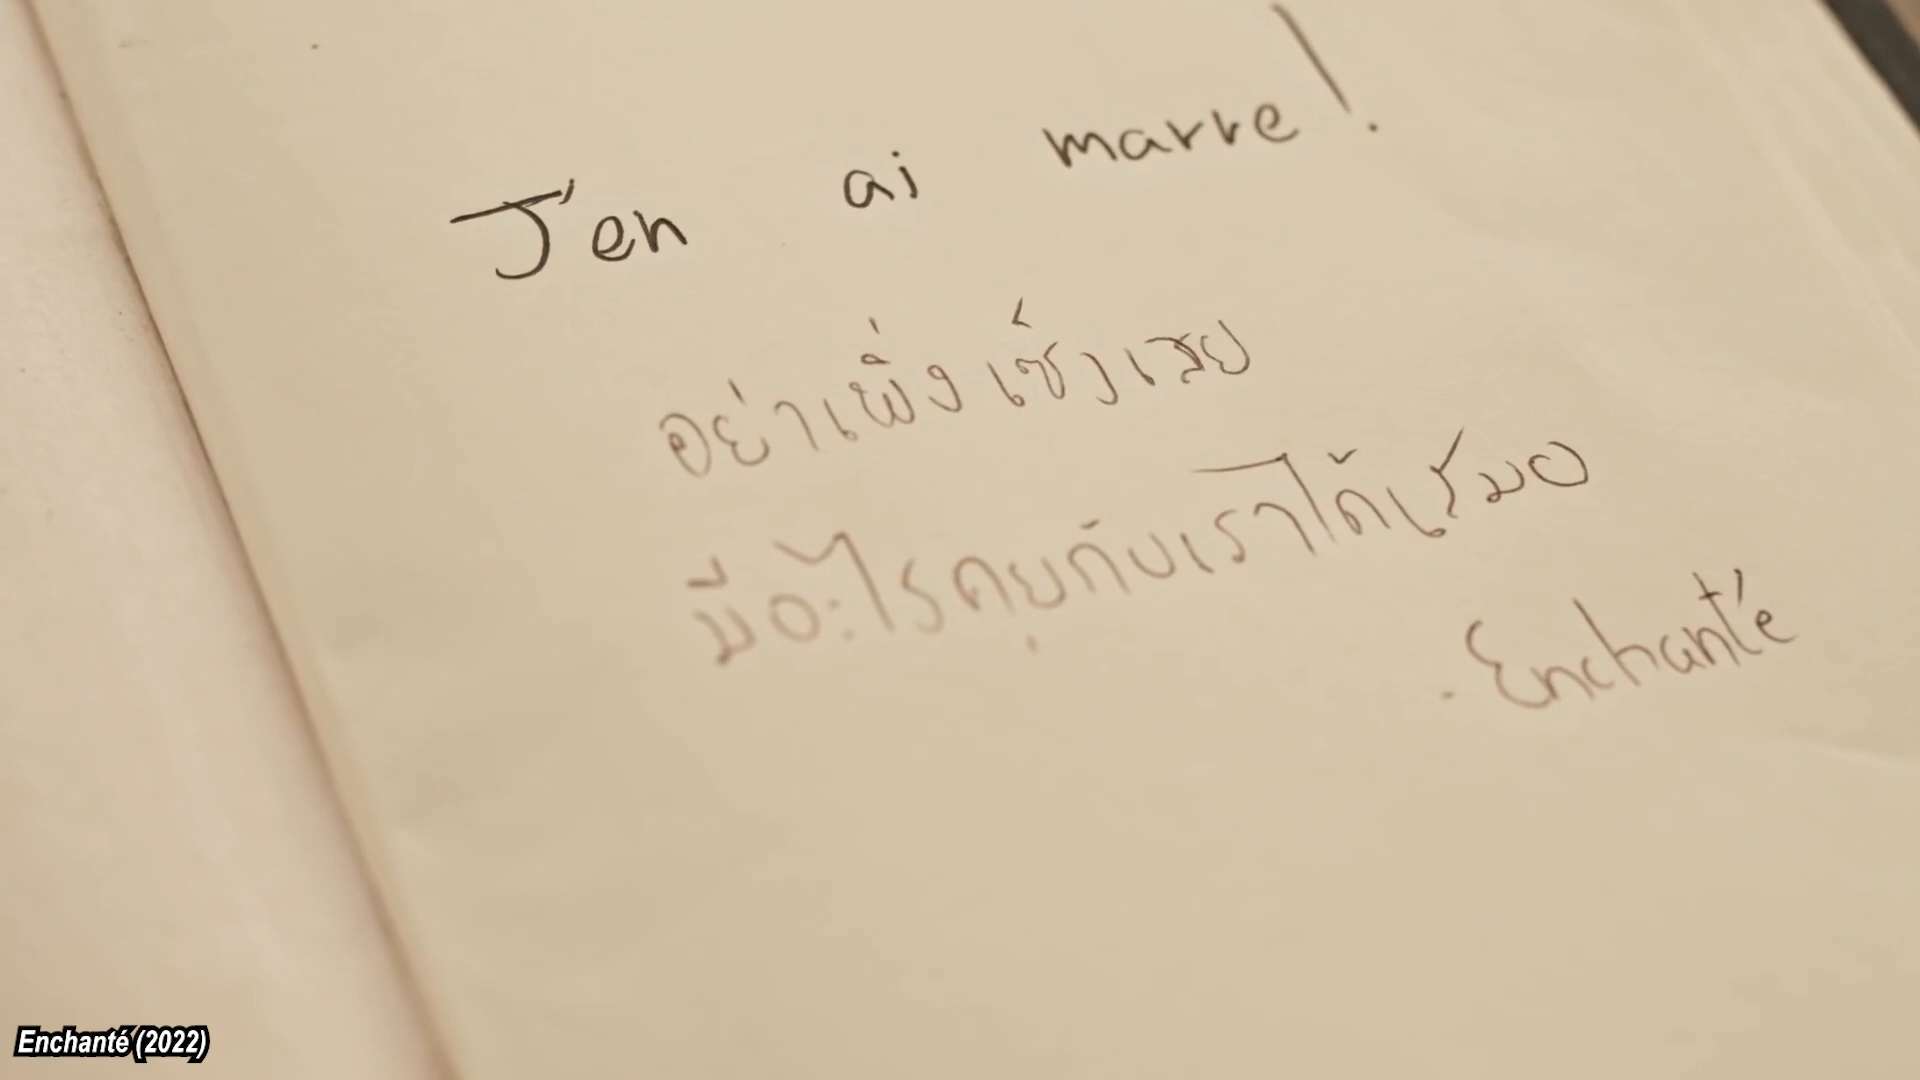 J'en ai marre !
อย่าเพิ่งเซ็งเลย
มีอะไรคุยกับเราได้เสมอ
- Enchanté
Enchanté (2022)